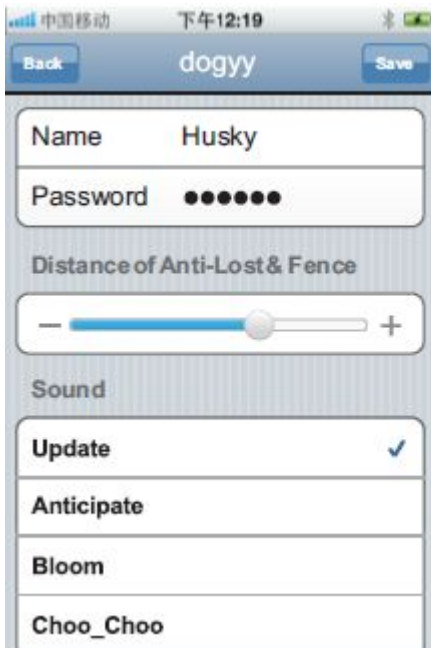 中国移动 下午12:19
Back dogyy Save
Name Husky
Password ●●●●●●
Distance of Anti-Lost & Fence
− +
Sound
Update ✓
Anticipate
Bloom
Choo_Choo